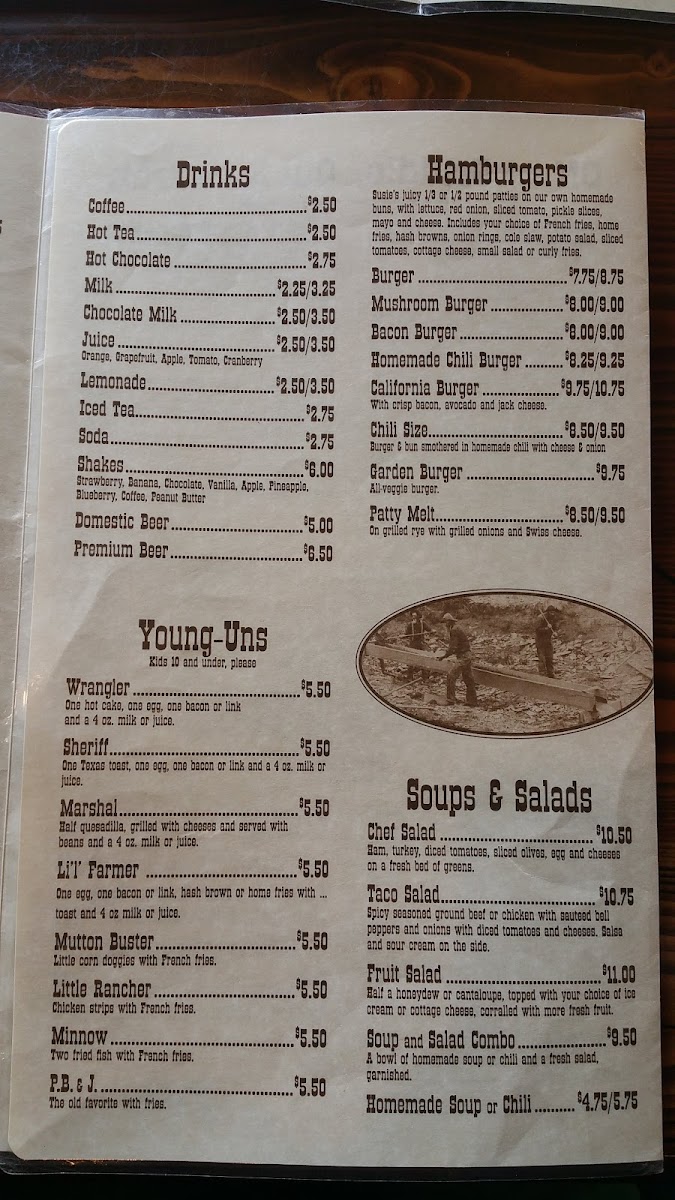 Drinks
Coffee $2.50
Hot Tea $2.50
Hot Chocolate $2.75
Milk $2.25/3.25
Chocolate Milk $2.50/3.50
Juice $2.50/3.50
Orange, Grapefruit, Apple, Tomato, Cranberry
Lemonade $2.50/3.50
Iced Tea $2.75
Soda $2.75
Shakes $6.00
Strawberry, Banana, Chocolate, Vanilla, Apple, Pineapple,
Blueberry, Coffee, Peanut Butter
Domestic Beer $5.00
Premium Beer $6.50
Young-Uns
Kids 10 and under, please
Wrangler $5.50
One hot cake, one egg, one bacon or link
and a 4 oz. milk or juice.
Sheriff $5.50
One Texas toast, one egg, one bacon or link and a 4 oz. milk or
juice.
Marshal $5.50
Half quesadilla, grilled with cheeses and served with
beans and a 4 oz. milk or juice.
Li'l' Farmer $5.50
One egg, one bacon or link, hash brown or home fries with ...
toast and 4 oz milk or juice.
Mutton Buster $5.50
Little corn doggies with French fries.
Little Rancher $5.50
Chicken strips with French fries.
Minnow $5.50
Two fried fish with French fries.
P.B. & J. $5.50
The old favorite with fries.
Hamburgers
Susie's juicy 1/3 or 1/2 pound patties on our own homemade
buns, with lettuce, red onion, sliced tomato, pickle slices,
mayo and cheese. Includes your choice of French fries, home
fries, hash browns, onion rings, cole slaw, potato salad, sliced
tomatoes, cottage cheese, small salad or curly fries.
Burger $7.75/8.75
Mushroom Burger $8.00/9.00
Bacon Burger $8.00/9.00
Homemade Chili Burger $8.25/9.25
California Burger $9.75/10.75
With crisp bacon, avocado and jack cheese.
Chili Size $8.50/9.50
Burger & bun smothered in homemade chili with cheese & onion
Garden Burger $9.75
All-veggie burger.
Patty Melt $8.50/9.50
On grilled rye with grilled onions and Swiss cheese.
Soups & Salads
Chef Salad $10.50
Ham, turkey, diced tomatoes, sliced olives, egg and cheeses
on a fresh bed of greens.
Taco Salad $10.75
Spicy seasoned ground beef or chicken with sauteed bell
peppers and onions with diced tomatoes and cheeses. Salsa
and sour cream on the side.
Fruit Salad $11.00
Half a honeydew or cantaloupe, topped with your choice of ice
cream or cottage cheese, corralled with more fresh fruit.
Soup and Salad Combo $9.50
A bowl of homemade soup or chili and a fresh salad,
garnished.
Homemade Soup or Chili $4.75/5.75